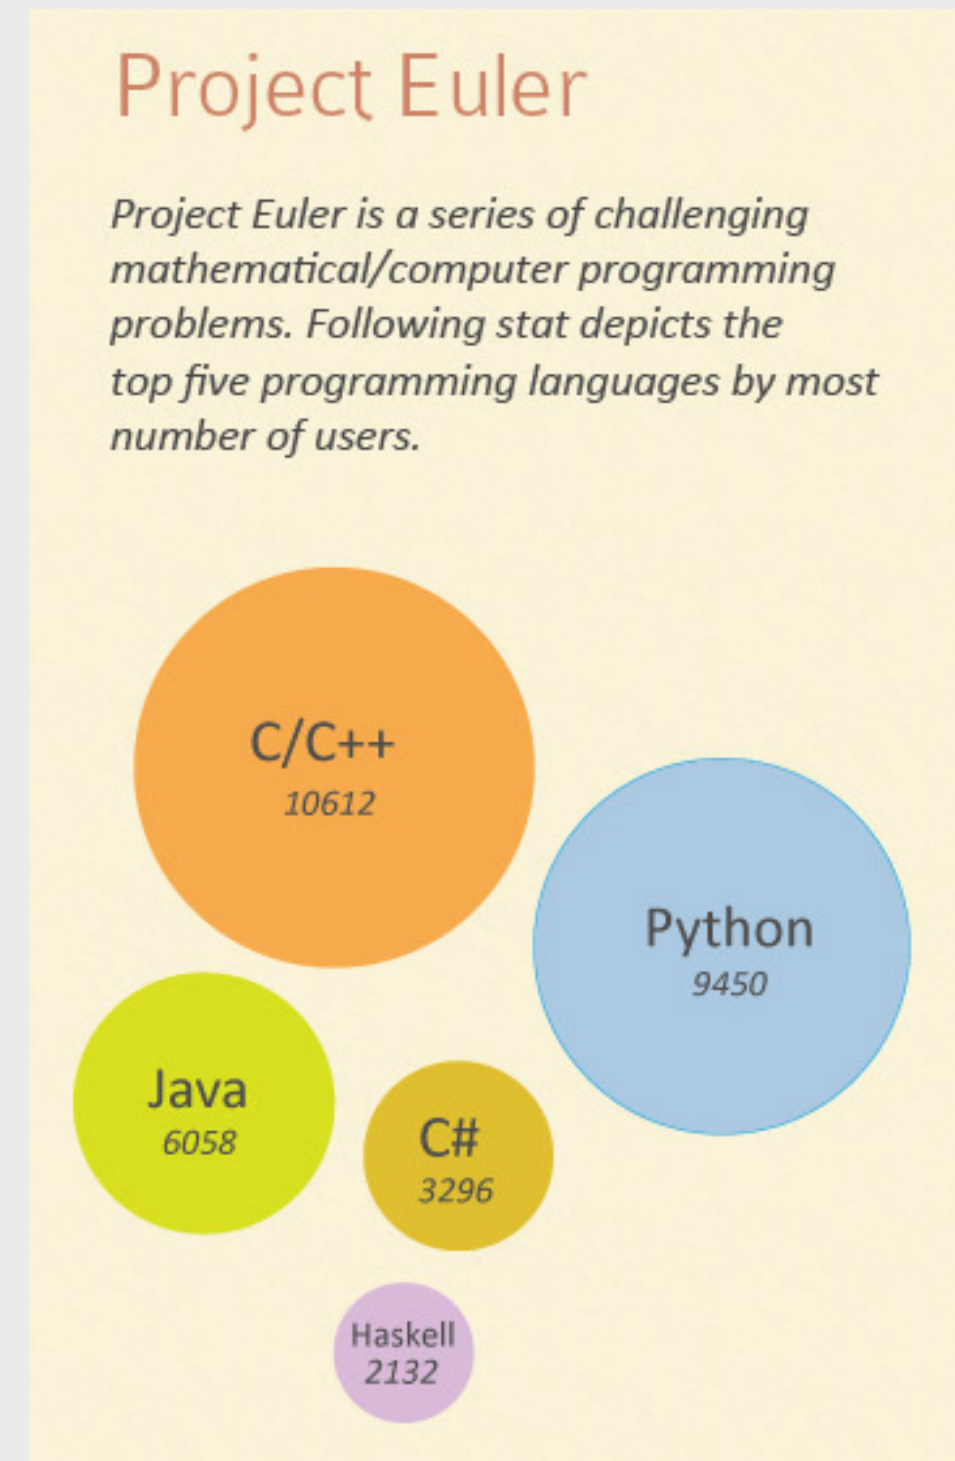 Project Euler
Project Euler is a series of challenging
mathematical/computer programming
problems. Following stat depicts the
top five programming languages by most
number of users.
C/C++
10612
Python
9450
Java
6058
C#
3296
Haskell
2132